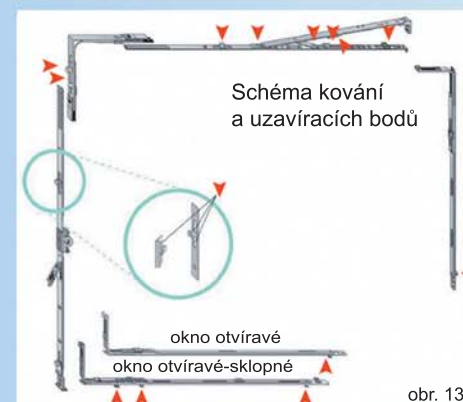 Schéma kování
a uzavíracích bodů
okno otvíravé
okno otvíravé-sklopné
obr. 13